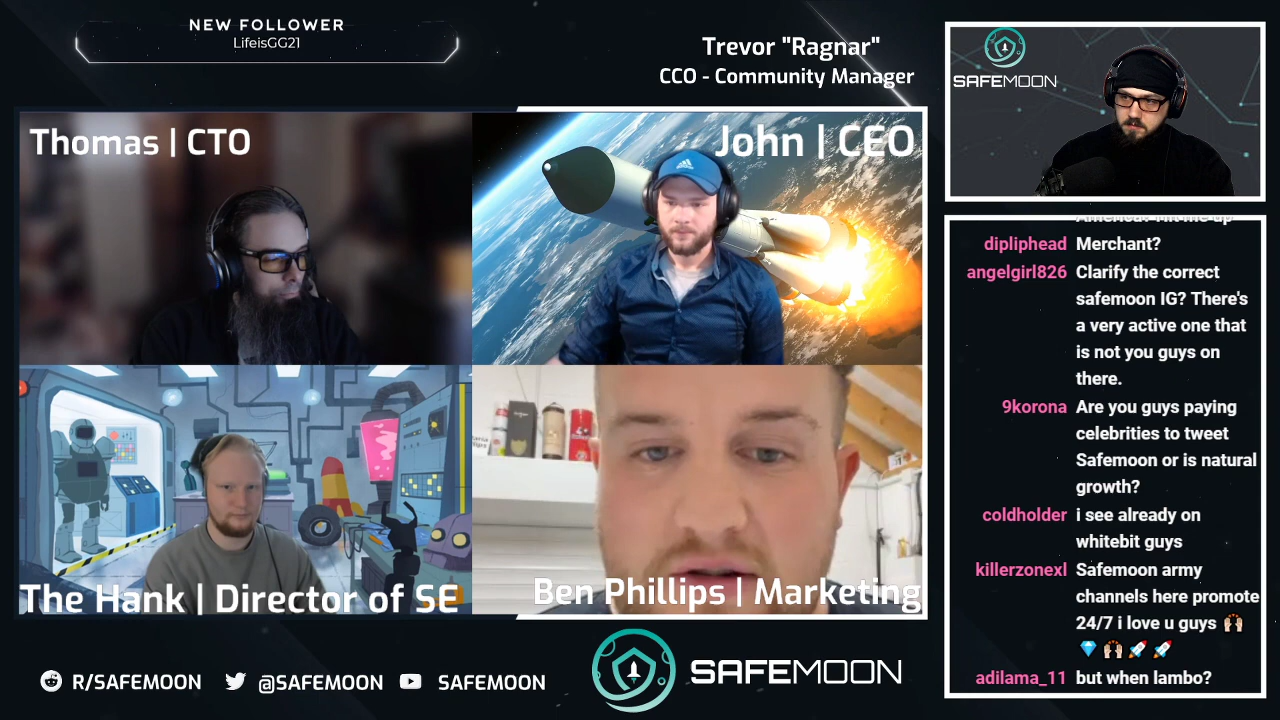 NEW FOLLOWER
LifeisGG21
Trevor "Ragnar"
CCO - Community Manager
SAFEMOON
Thomas | CTO
John | CEO
The Hank | Director of SE
Ben Phillips | Marketing
dipliphead Merchant?
angelgirl826 Clarify the correct
safemoon IG? There's
a very active one that
is not you guys on
there.
9korona Are you guys paying
celebrities to tweet
Safemoon or is natural
growth?
coldholder i see already on
whitebit guys
killerzonexl Safemoon army
channels here promote
24/7 i love u guys 🙌🏼
💎 🙌🏼 🚀 🚀
adilama_11 but when lambo?
R/SAFEMOON
@SAFEMOON
SAFEMOON
SAFEMOON